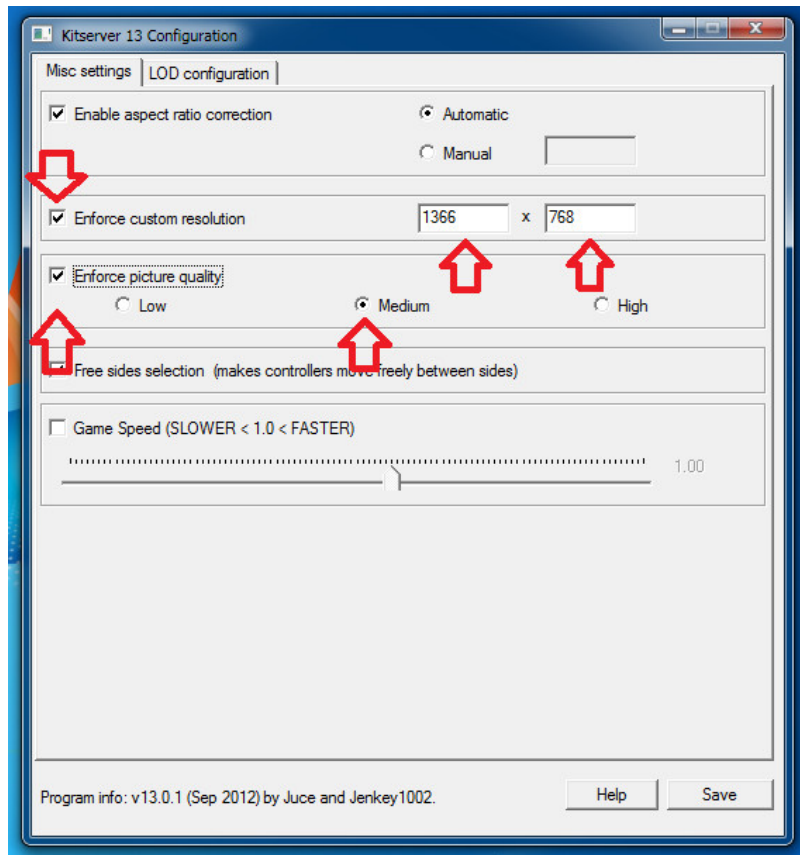 Kitserver 13 Configuration
Misc settings LOD configuration
Enable aspect ratio correction Automatic
Manual
Enforce custom resolution 1366 x 768
Enforce picture quality
Low Medium High
Free sides selection (makes controllers move freely between sides)
Game Speed (SLOWER < 1.0 < FASTER)
1.00
Program info: v13.0.1 (Sep 2012) by Juce and Jenkey1002. Help Save